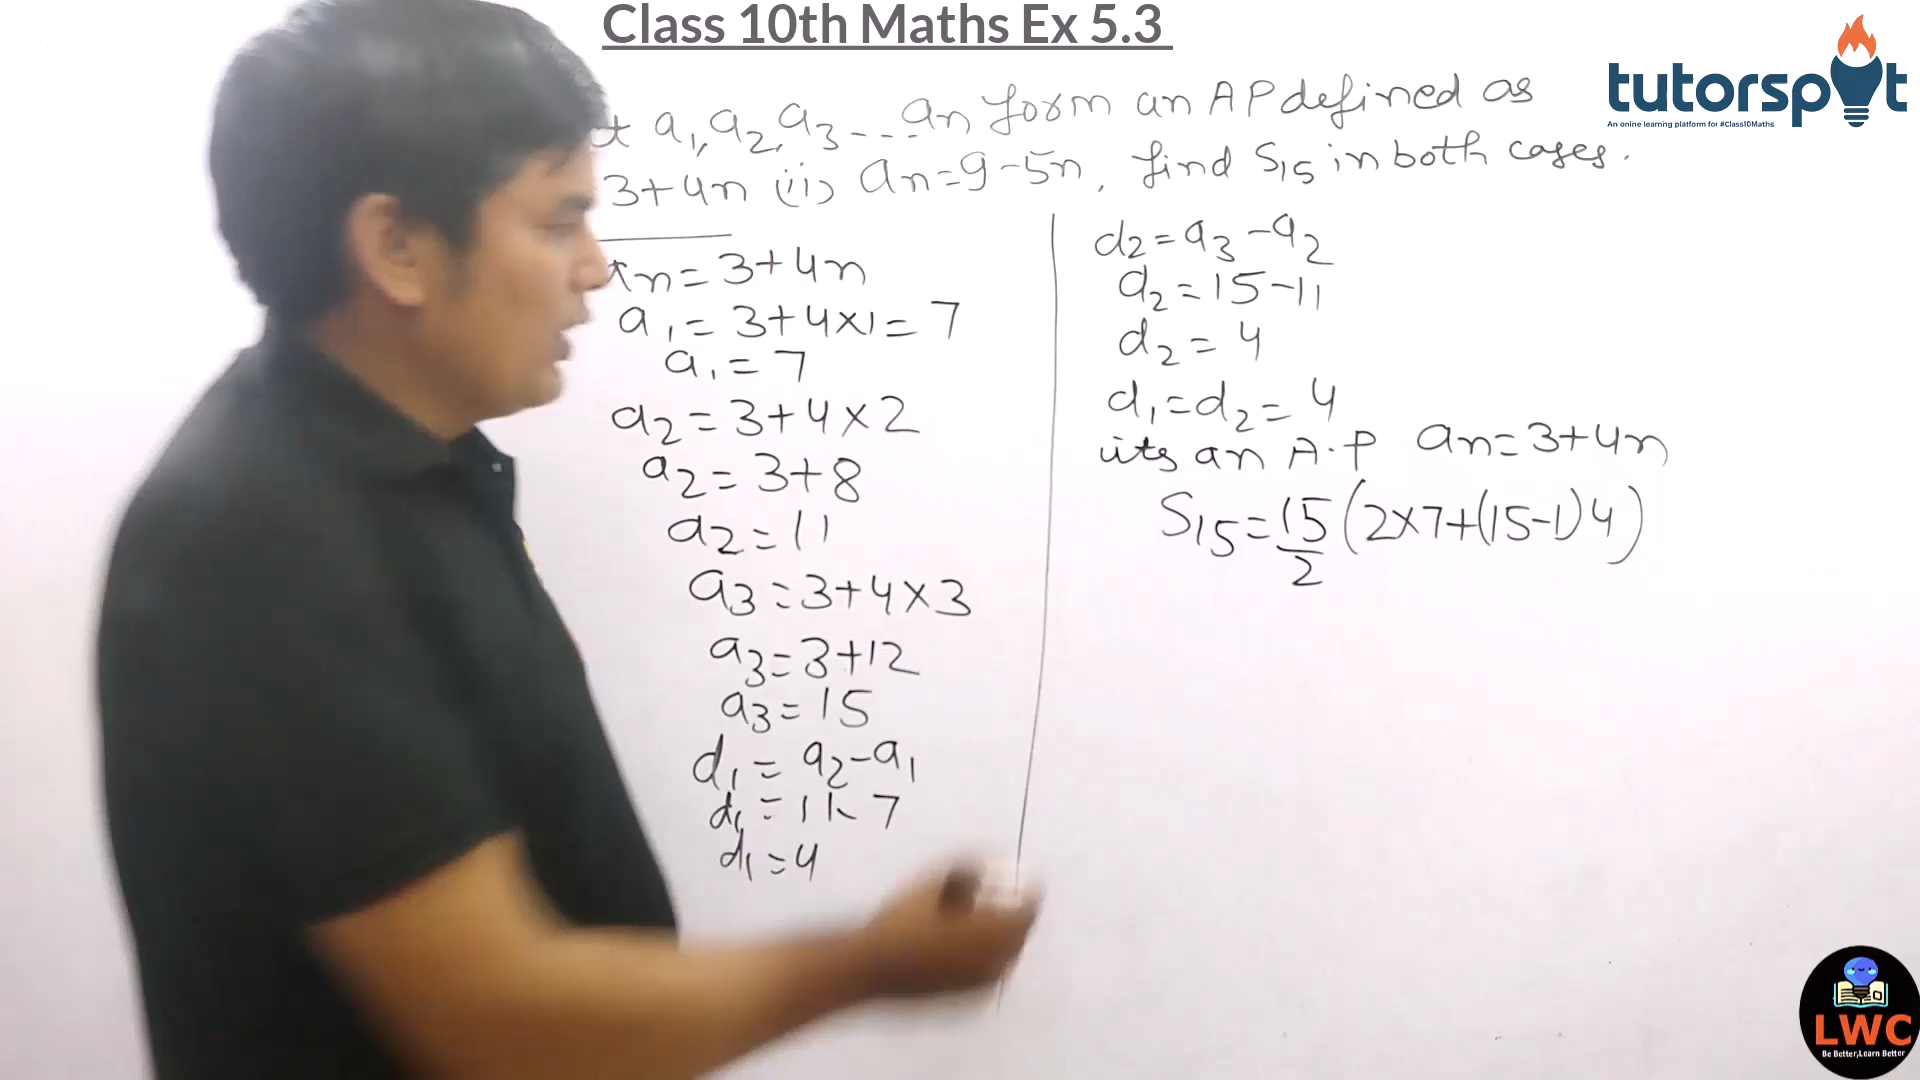 Class 10th Maths Ex 5.3
tutorspot
An online learning platform for #Class10Maths
a1, a2, a3 --- an form an AP defined as
3+4n (ii) an=9-5n, find S15 in both cases.
n=3+4n
a1=3+4×1=7
a1=7
a2=3+4×2
a2=3+8
a2=11
a3=3+4×3
a3=3+12
a3=15
d1=a2-a1
d1=11-7
d1=4
d2=a3-a2
d2=15-11
d2=4
d1=d2=4
its an A.P an=3+4n
S15=15/2(2×7+(15-1)4)
LWC
Be Better,Learn Better